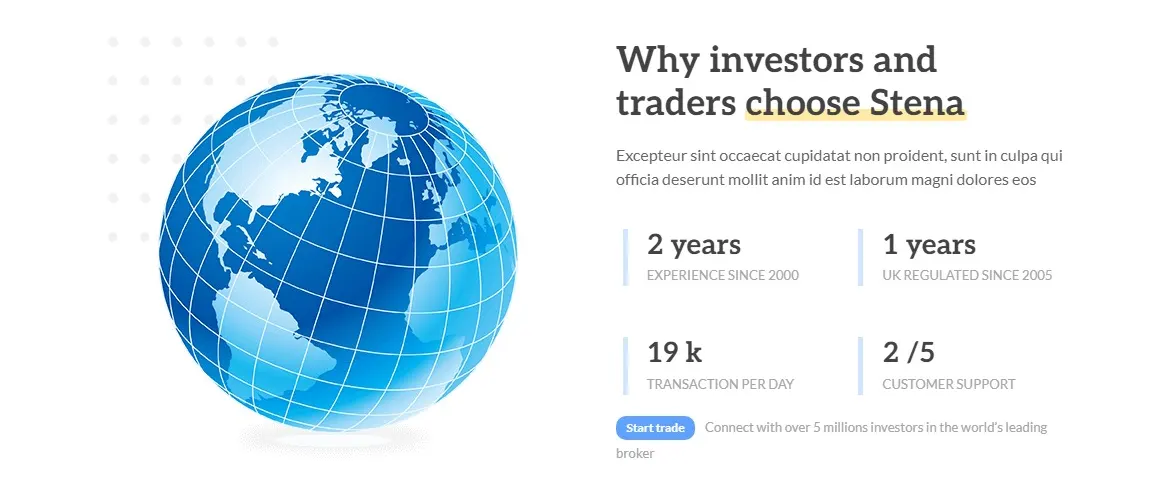 Why investors and
traders choose Stena
Excepteur sint occaecat cupidatat non proident, sunt in culpa qui
officia deserunt mollit anim id est laborum magni dolores eos
2 years
EXPERIENCE SINCE 2000
1 years
UK REGULATED SINCE 2005
19 k
TRANSACTION PER DAY
2 /5
CUSTOMER SUPPORT
Start trade Connect with over 5 millions investors in the world's leading
broker